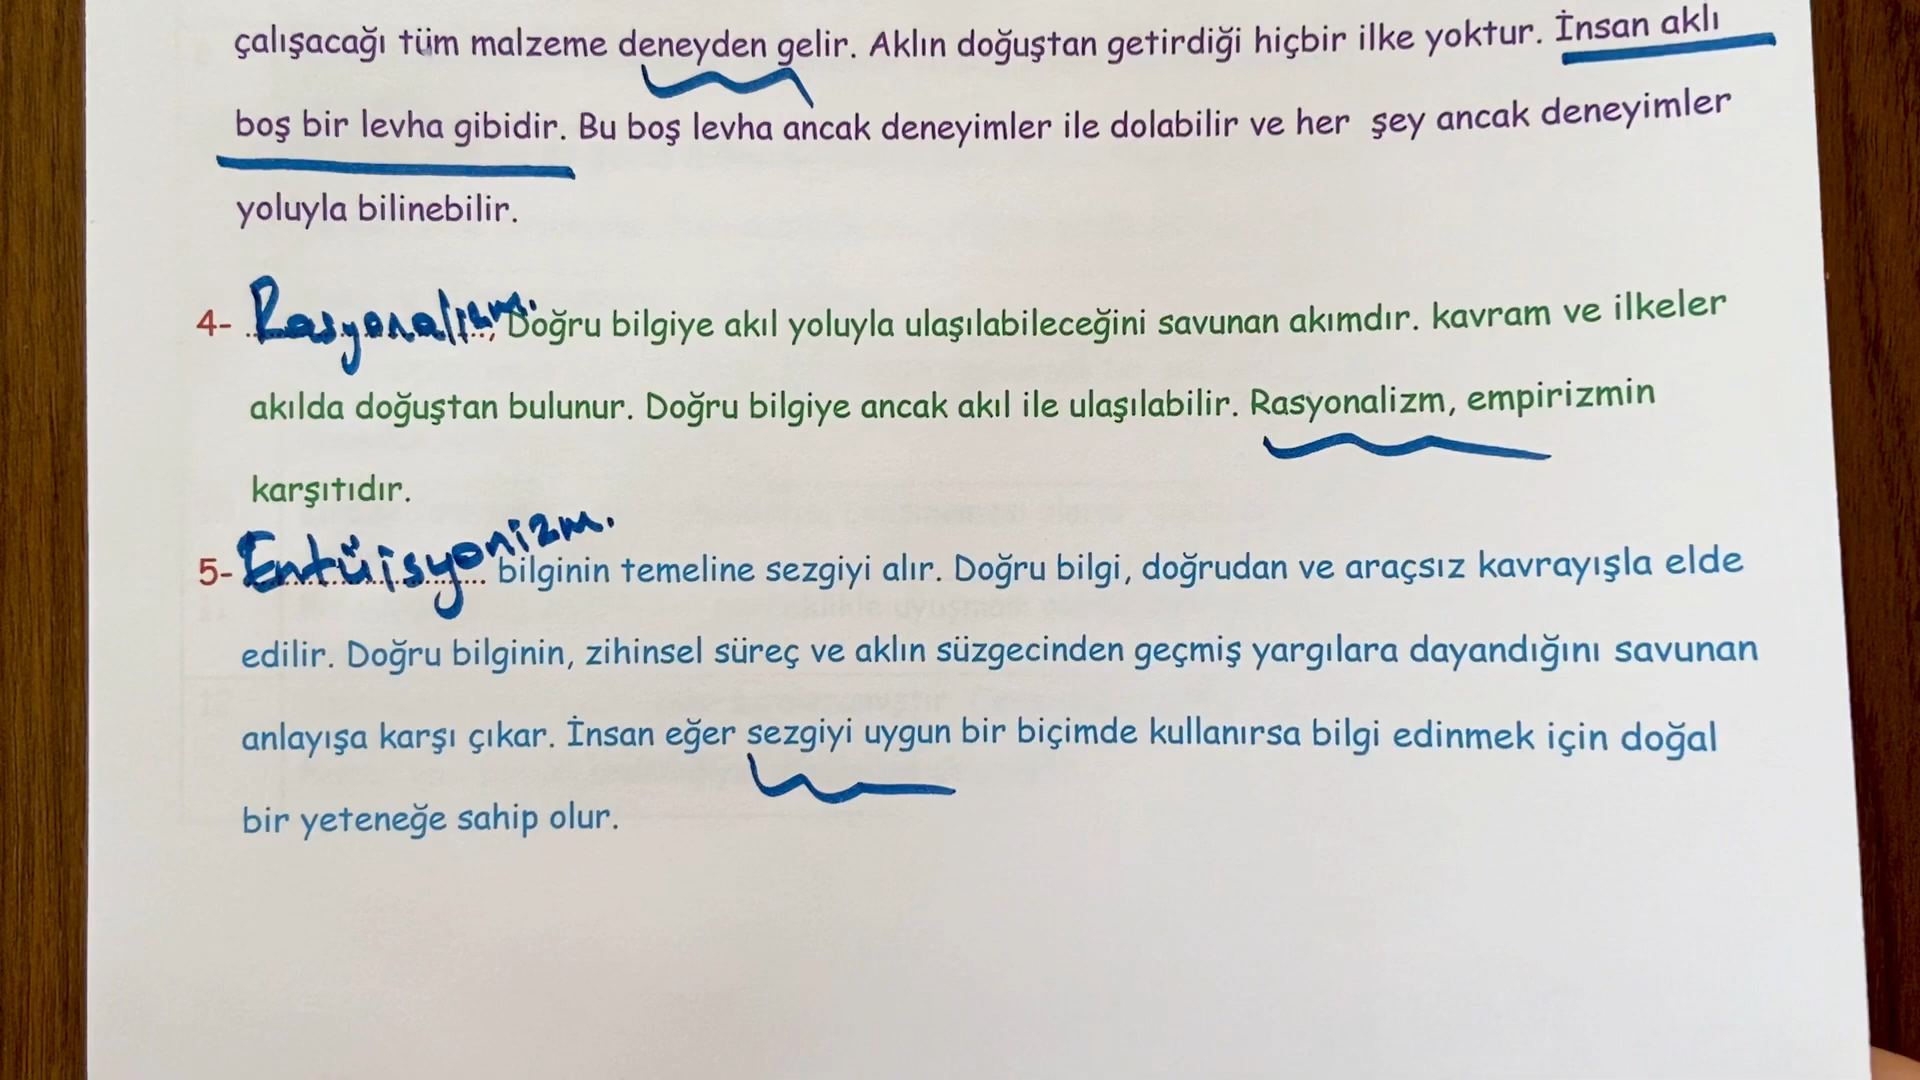 çalışacağı tüm malzeme deneyden gelir. Aklın doğuştan getirdiği hiçbir ilke yoktur. İnsan aklı
boş bir levha gibidir. Bu boş levha ancak deneyimler ile dolabilir ve her şey ancak deneyimler
yoluyla bilinebilir.
4- Rasyonalizm. Doğru bilgiye akıl yoluyla ulaşılabileceğini savunan akımdır. kavram ve ilkeler
akılda doğuştan bulunur. Doğru bilgiye ancak akıl ile ulaşılabilir. Rasyonalizm, empirizmin
karşıtıdır.
5- Entüisyonizm. bilginin temeline sezgiyi alır. Doğru bilgi, doğrudan ve araçsız kavrayışla elde
edilir. Doğru bilginin, zihinsel süreç ve aklın süzgecinden geçmiş yargılara dayandığını savunan
anlayışa karşı çıkar. İnsan eğer sezgiyi uygun bir biçimde kullanırsa bilgi edinmek için doğal
bir yeteneğe sahip olur.